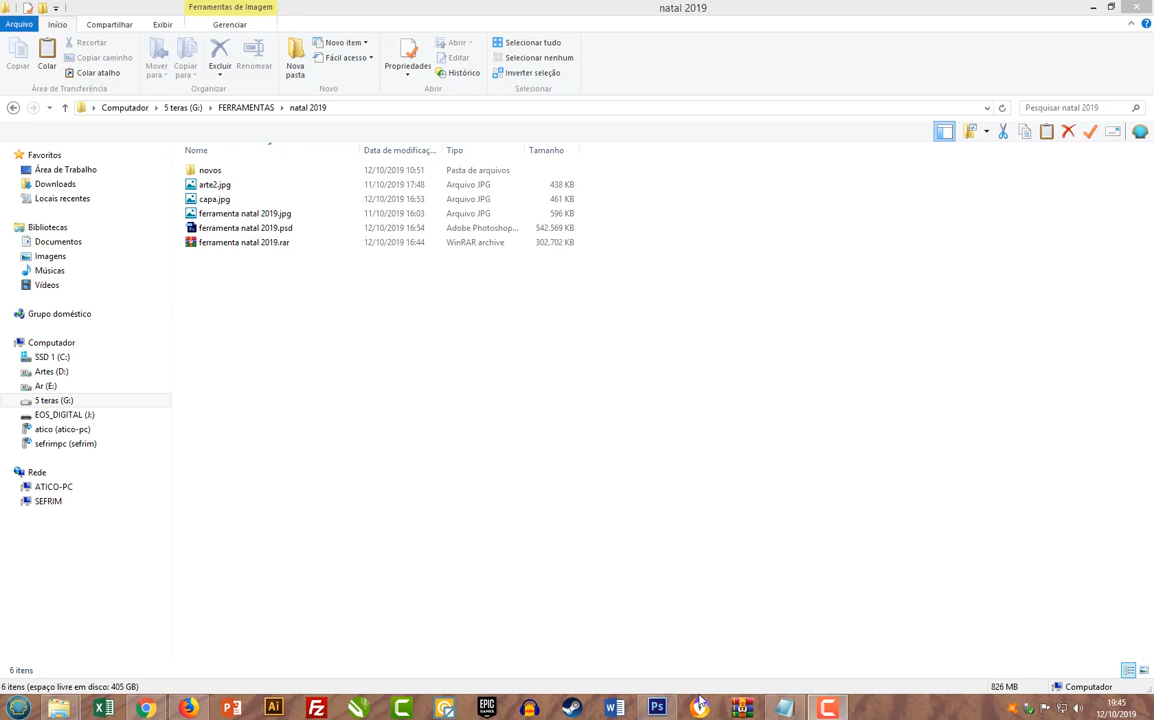 Ferramentas de Imagem
natal 2019
Arquivo Início Compartilhar Exibir Gerenciar
Copiar
Colar
Recortar
Copiar caminho
Colar atalho
Área de Transferência
Mover para
Copiar para
Excluir
Renomear
Organizar
Nova pasta
Novo item
Fácil acesso
Novo
Propriedades
Abrir
Editar
Histórico
Abrir
Selecionar tudo
Selecionar nenhum
Inverter seleção
Selecionar
Computador 5 teras (G:) FERRAMENTAS natal 2019
Pesquisar natal 2019
Nome Data de modificaç... Tipo Tamanho
novos 12/10/2019 10:51 Pasta de arquivos
arte2.jpg 11/10/2019 17:48 Arquivo JPG 438 KB
capa.jpg 12/10/2019 16:53 Arquivo JPG 461 KB
ferramenta natal 2019.jpg 11/10/2019 16:03 Arquivo JPG 596 KB
ferramenta natal 2019.psd 12/10/2019 16:54 Adobe Photoshop... 542.569 KB
ferramenta natal 2019.rar 12/10/2019 16:44 WinRAR archive 302.702 KB
Favoritos
Área de Trabalho
Downloads
Locais recentes
Bibliotecas
Documentos
Imagens
Músicas
Vídeos
Grupo doméstico
Computador
SSD 1 (C:)
Artes (D:)
Ar (E:)
5 teras (G:)
EOS_DIGITAL (J:)
atico (atico-pc)
sefrimpc (sefrim)
Rede
ATICO-PC
SEFRIM
6 itens
6 itens (espaço livre em disco: 405 GB)
826 MB
Computador
Ai
EPIC GAMES
Ps
19:45
12/10/2019